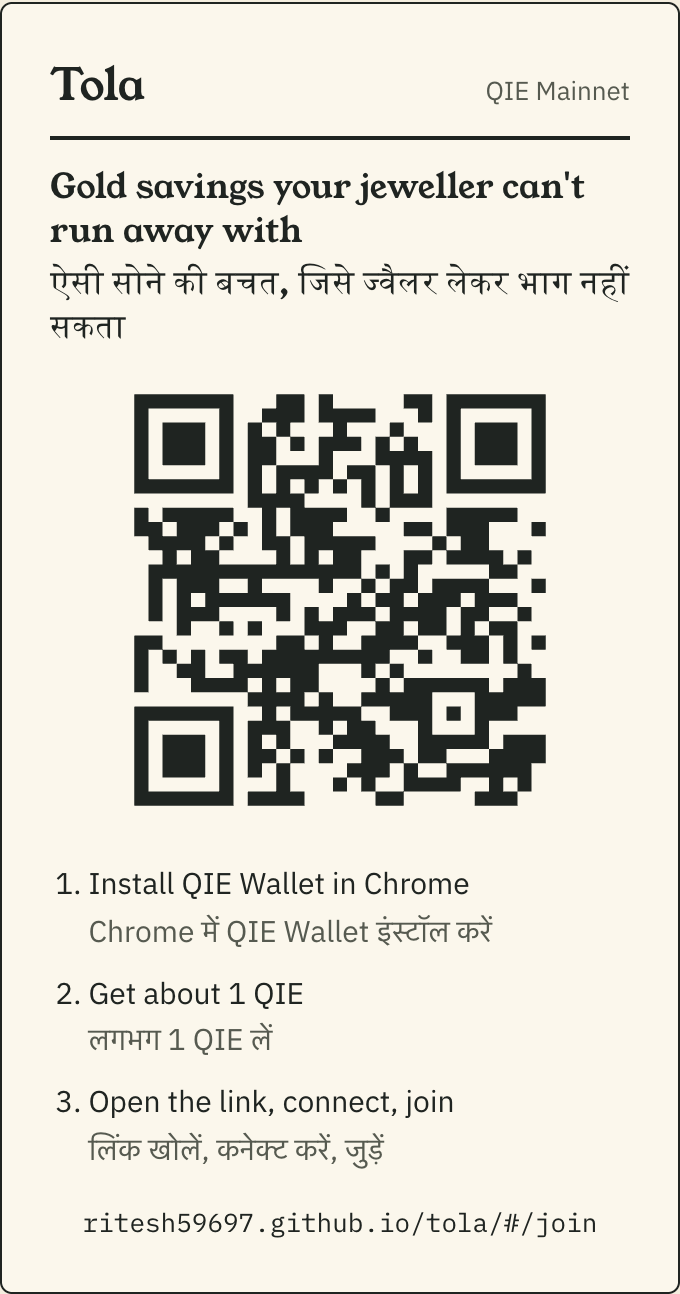 Tola
QIE Mainnet
Gold savings your jeweller can't
run away with
ऐसी सोने की बचत, जिसे ज्वैलर लेकर भाग नहीं
सकता
1. Install QIE Wallet in Chrome
Chrome में QIE Wallet इंस्टॉल करें
2. Get about 1 QIE
लगभग 1 QIE लें
3. Open the link, connect, join
लिंक खोलें, कनेक्ट करें, जुड़ें
ritesh59697.github.io/tola/#/join